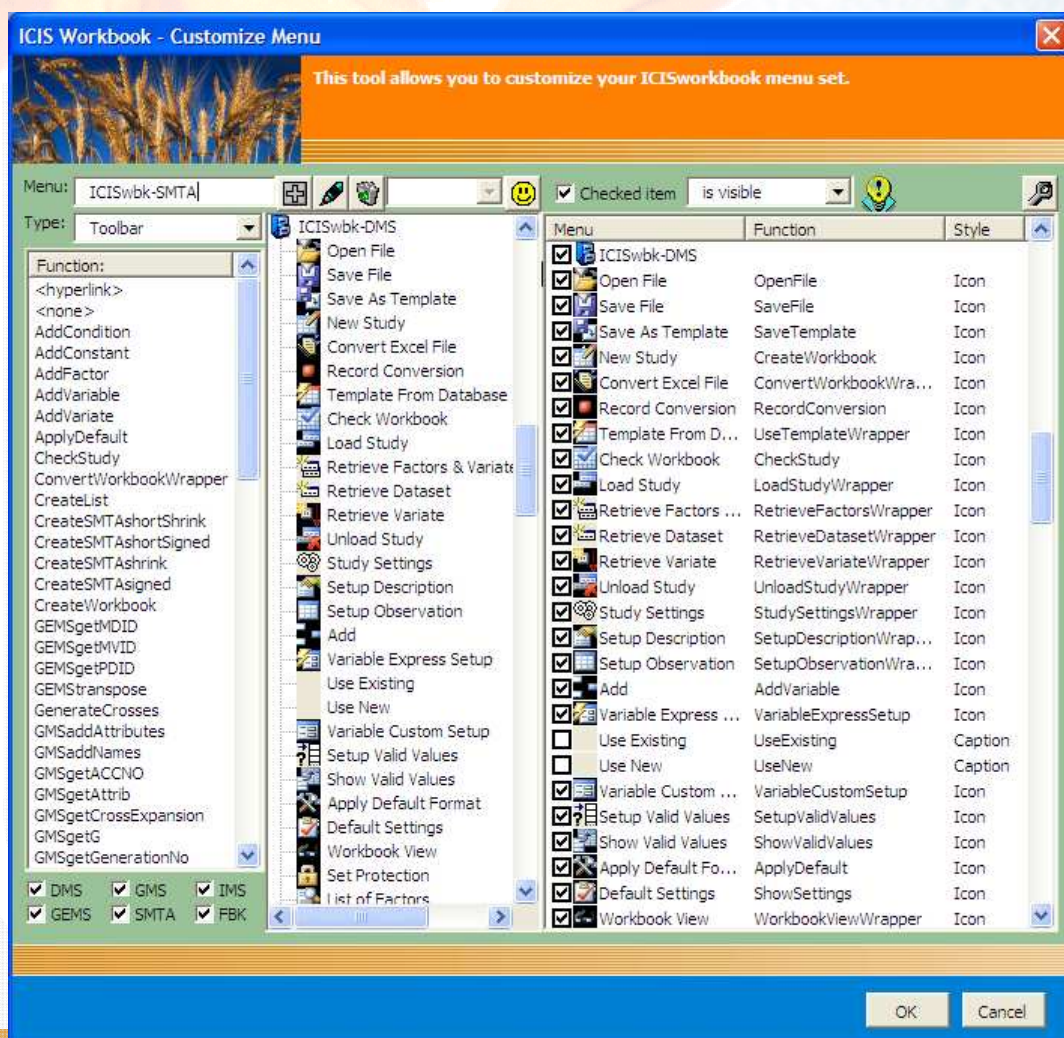 ICIS Workbook - Customize Menu
This tool allows you to customize your ICISworkbook menu set.
Menu: ICISwbk-SMTA
Type: Toolbar
Function:
<hyperlink>
<none>
AddCondition
AddConstant
AddFactor
AddVariable
AddVariate
ApplyDefault
CheckStudy
ConvertWorkbookWrapper
CreateList
CreateSMTAshortShrink
CreateSMTAshortSigned
CreateSMTAshrink
CreateSMTAsigned
CreateWorkbook
GEMSgetMDID
GEMSgetMVID
GEMSgetPDID
GEMStranspose
GenerateCrosses
GMSaddAttributes
GMSaddNames
GMSgetACCNO
GMSgetAttrib
GMSgetCrossExpansion
GMSgetG
GMSgetGenerationNo
DMS GMS IMS
GEMS SMTA FBK
ICISwbk-DMS
Open File
Save File
Save As Template
New Study
Convert Excel File
Record Conversion
Template From Database
Check Workbook
Load Study
Retrieve Factors & Variate
Retrieve Dataset
Retrieve Variate
Unload Study
Study Settings
Setup Description
Setup Observation
Add
Variable Express Setup
Use Existing
Use New
Variable Custom Setup
Setup Valid Values
Show Valid Values
Apply Default Format
Default Settings
Workbook View
Set Protection
List of Factors
Checked item is visible
Menu Function Style
ICISwbk-DMS
Open File OpenFile Icon
Save File SaveFile Icon
Save As Template SaveTemplate Icon
New Study CreateWorkbook Icon
Convert Excel File ConvertWorkbookWra... Icon
Record Conversion RecordConversion Icon
Template From D... UseTemplateWrapper Icon
Check Workbook CheckStudy Icon
Load Study LoadStudyWrapper Icon
Retrieve Factors ... RetrieveFactorsWrapper Icon
Retrieve Dataset RetrieveDatasetWrapper Icon
Retrieve Variate RetrieveVariateWrapper Icon
Unload Study UnloadStudyWrapper Icon
Study Settings StudySettingsWrapper Icon
Setup Description SetupDescriptionWrap... Icon
Setup Observation SetupObservationWra... Icon
Add AddVariable Icon
Variable Express ... VariableExpressSetup Icon
Use Existing UseExisting Caption
Use New UseNew Caption
Variable Custom ... VariableCustomSetup Icon
Setup Valid Values SetupValidValues Icon
Show Valid Values ShowValidValues Icon
Apply Default Fo... ApplyDefault Icon
Default Settings ShowSettings Icon
Workbook View WorkbookViewWrapper Icon
OK Cancel